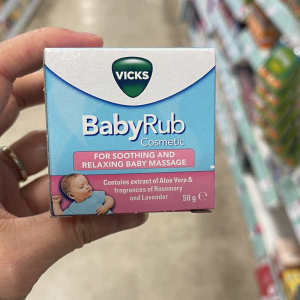 VICKS
BabyRub
Cosmetic
FOR SOOTHING AND
RELAXING BABY MASSAGE
Contains extract of Aloe Vera &
fragrances of Rosemary
and Lavender
50 g ℮